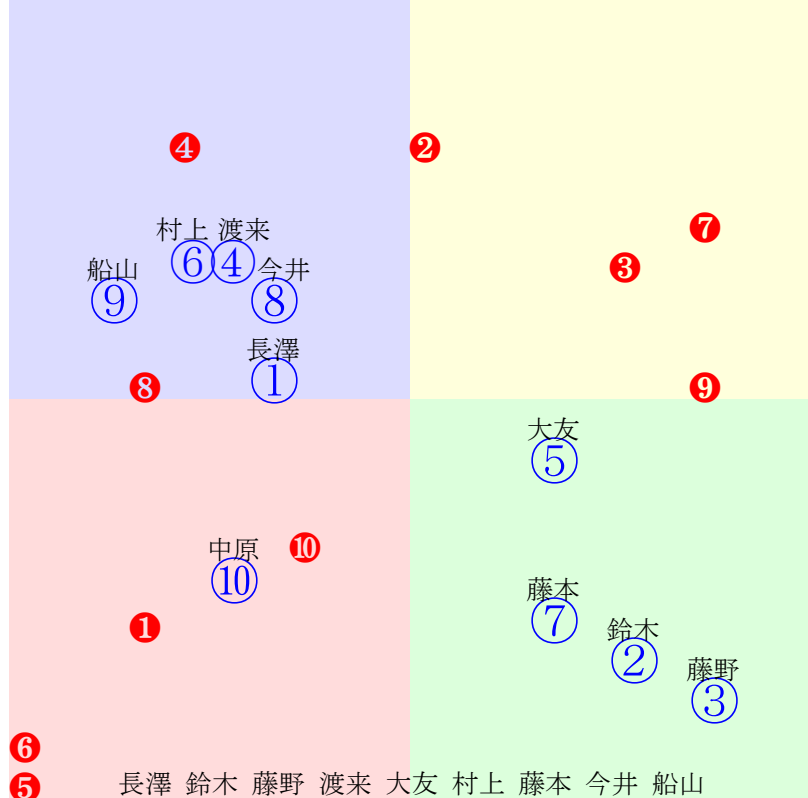 ❹ ❷
❼
村上 渡来
❸
⑥ ④
船山 今井
⑨ ⑧
長澤
①
❽ ❾
大友
⑤
中原 ❿
⑩
藤本
⑦
❶ 鈴木
②
藤野
③
❻
❺ 長澤 鈴木 藤野 渡来 大友 村上 藤本 今井 船山